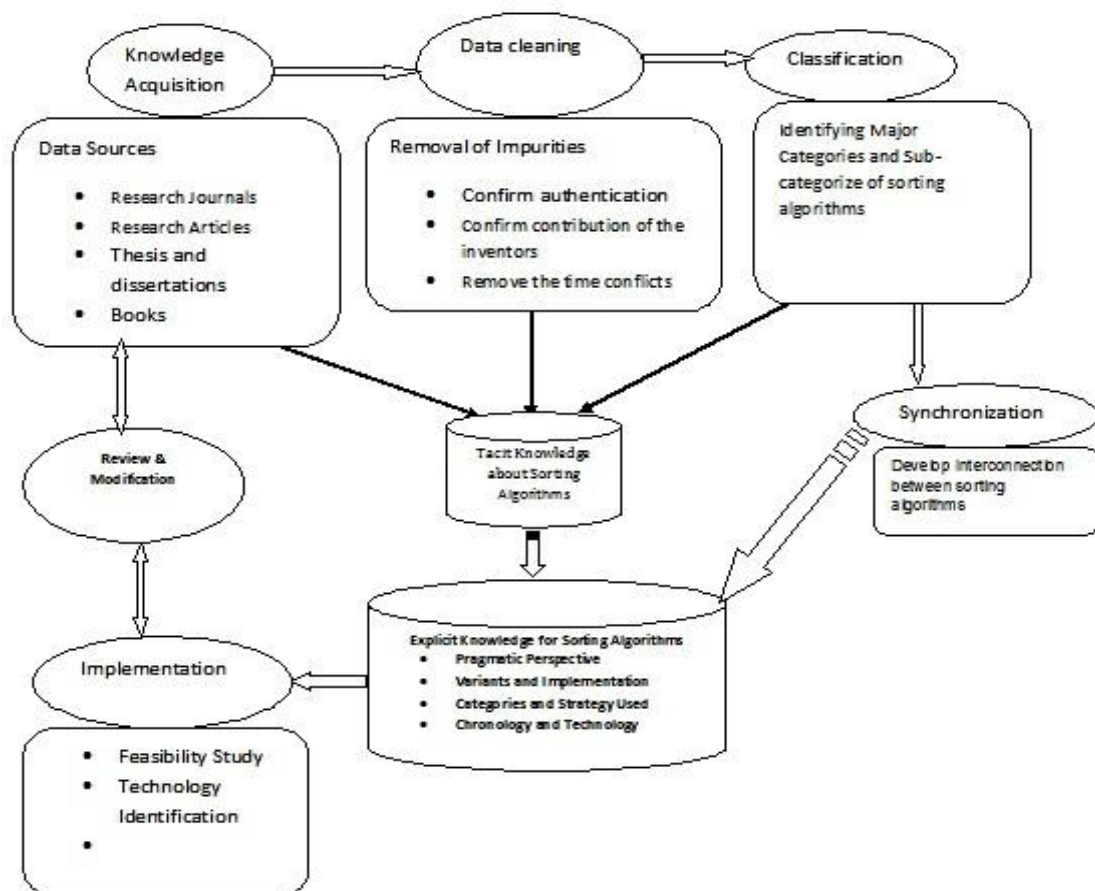 Knowledge
Acquisition
Data cleaning
Classification
Data Sources
• Research Journals
• Research Articles
• Thesis and
dissertations
• Books
Removal of Impurities
• Confirm authentication
• Confirm contribution of the
inventors
• Remove the time conflicts
Identifying Major
Categories and Sub-
categorize of sorting
algorithms
Synchronization
Develop Interconnection
between sorting
algorithms
Review &
Modification
Tacit Knowledge
about Sorting
Algorithms
Explicit Knowledge for Sorting Algorithms
• Pragmatic Perspective
• Variants and Implementation
• Categories and Strategy Used
• Chronology and Technology
Implementation
• Feasibility Study
• Technology
Identification
•